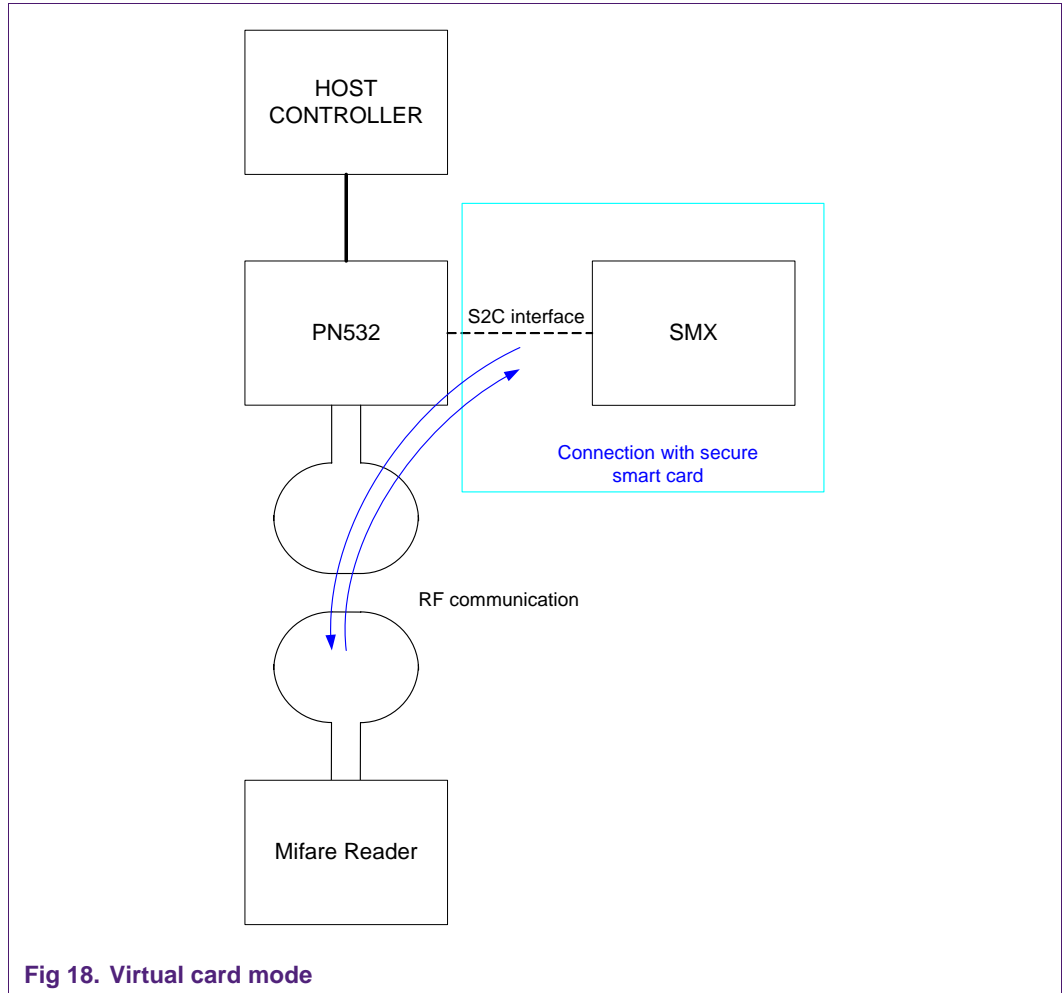 HOST
CONTROLLER
PN532
S2C interface
SMX
Connection with secure
smart card
RF communication
Mifare Reader
Fig 18. Virtual card mode